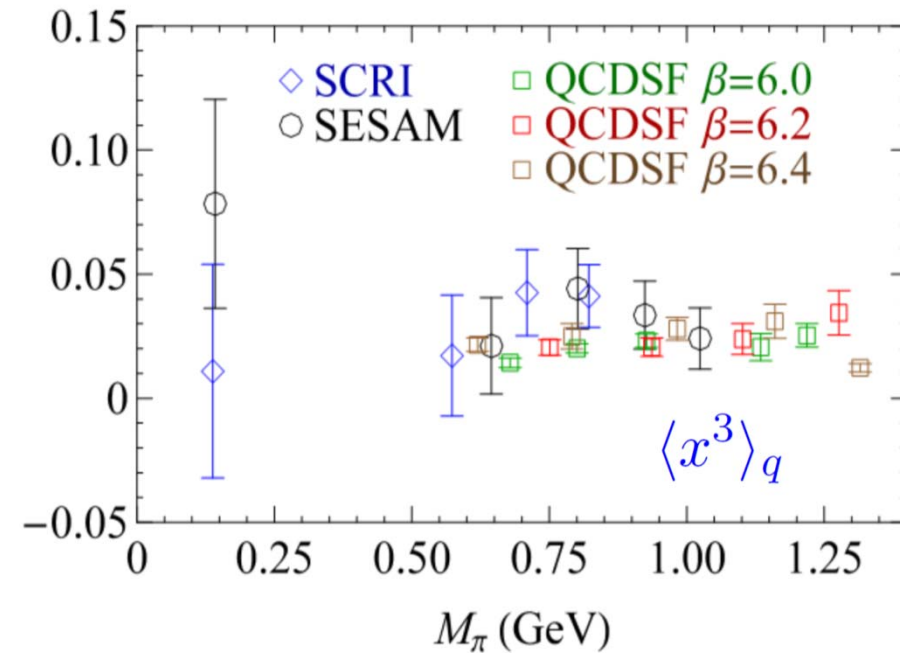 0.15
◇ SCRI □ QCDSF β=6.0
○ SESAM □ QCDSF β=6.2
0.10 □ QCDSF β=6.4
0.05
0
⟨x³⟩q
−0.05
0 0.25 0.50 0.75 1.00 1.25
Mπ (GeV)